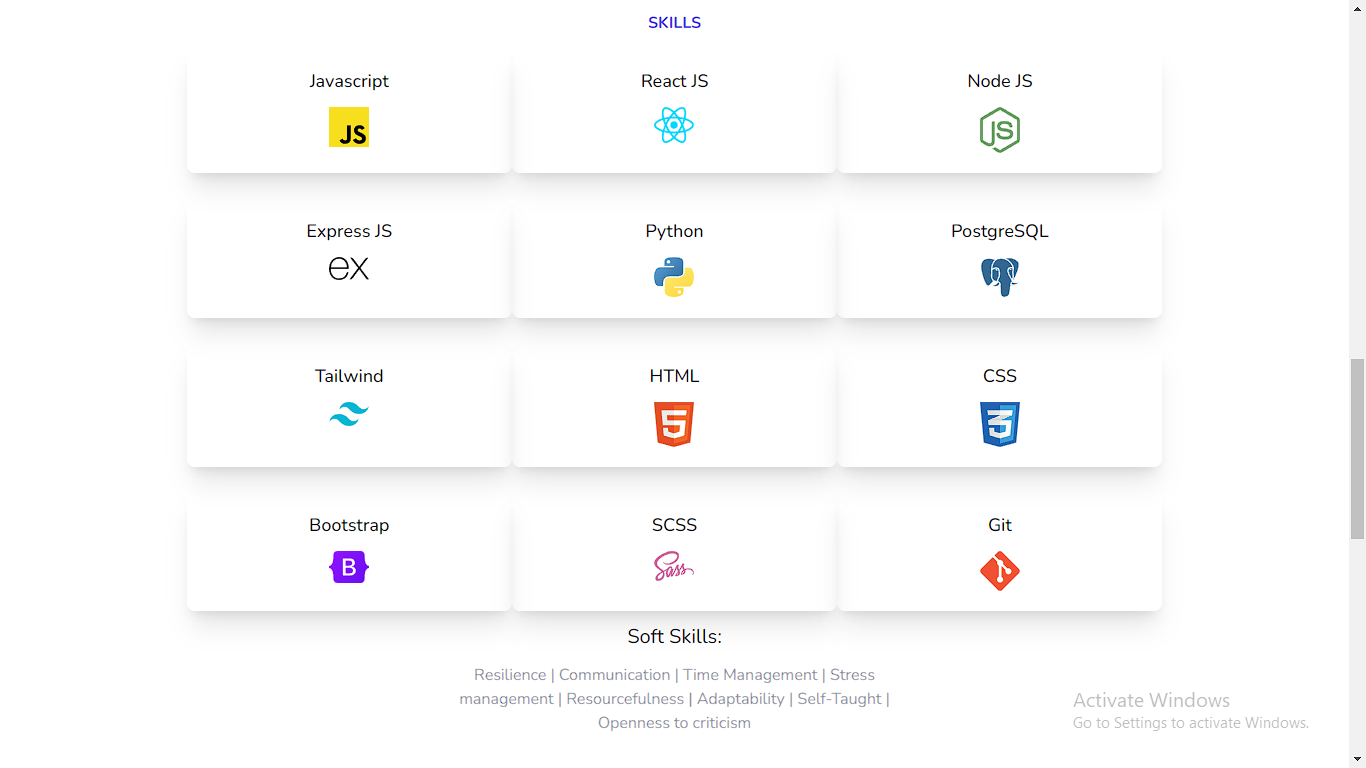 SKILLS
Javascript
React JS
Node JS
JS
JS
Express JS
Python
PostgreSQL
ex
Tailwind
HTML
CSS
5
3
Bootstrap
SCSS
Git
B
Sass
Soft Skills:
Resilience | Communication | Time Management | Stress
management | Resourcefulness | Adaptability | Self-Taught |
Openness to criticism
Activate Windows
Go to Settings to activate Windows.